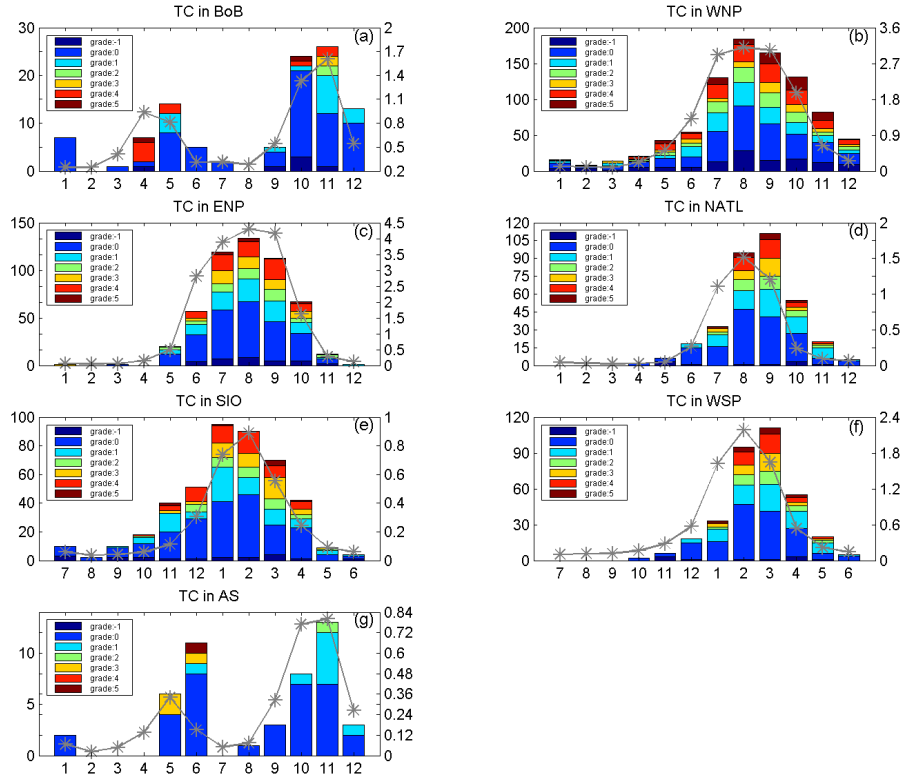 TC in BoB
(a)
30
20
10
0
grade:-1
grade:0
grade:1
grade:2
grade:3
grade:4
grade:5
2
1.7
1.4
1.1
0.8
0.5
0.2
1 2 3 4 5 6 7 8 9 10 11 12
TC in WNP
(b)
200
150
100
50
0
grade:-1
grade:0
grade:1
grade:2
grade:3
grade:4
grade:5
3.6
2.7
1.8
0.9
0
1 2 3 4 5 6 7 8 9 10 11 12
TC in ENP
(c)
150
100
50
0
grade:-1
grade:0
grade:1
grade:2
grade:3
grade:4
grade:5
4.5
4
3.5
3
2.5
2
1.5
1
0.5
0
1 2 3 4 5 6 7 8 9 10 11 12
TC in NATL
(d)
120
105
90
75
60
45
30
15
0
grade:-1
grade:0
grade:1
grade:2
grade:3
grade:4
grade:5
2
1.5
1
0.5
0
1 2 3 4 5 6 7 8 9 10 11 12
TC in SIO
(e)
100
80
60
40
20
0
grade:-1
grade:0
grade:1
grade:2
grade:3
grade:4
grade:5
1
0.8
0.6
0.4
0.2
0
7 8 9 10 11 12 1 2 3 4 5 6
TC in WSP
(f)
120
90
60
30
0
grade:-1
grade:0
grade:1
grade:2
grade:3
grade:4
grade:5
2.4
1.8
1.2
0.6
0
7 8 9 10 11 12 1 2 3 4 5 6
TC in AS
(g)
10
5
0
grade:-1
grade:0
grade:1
grade:2
grade:3
grade:4
grade:5
0.84
0.72
0.6
0.48
0.36
0.24
0.12
0
1 2 3 4 5 6 7 8 9 10 11 12